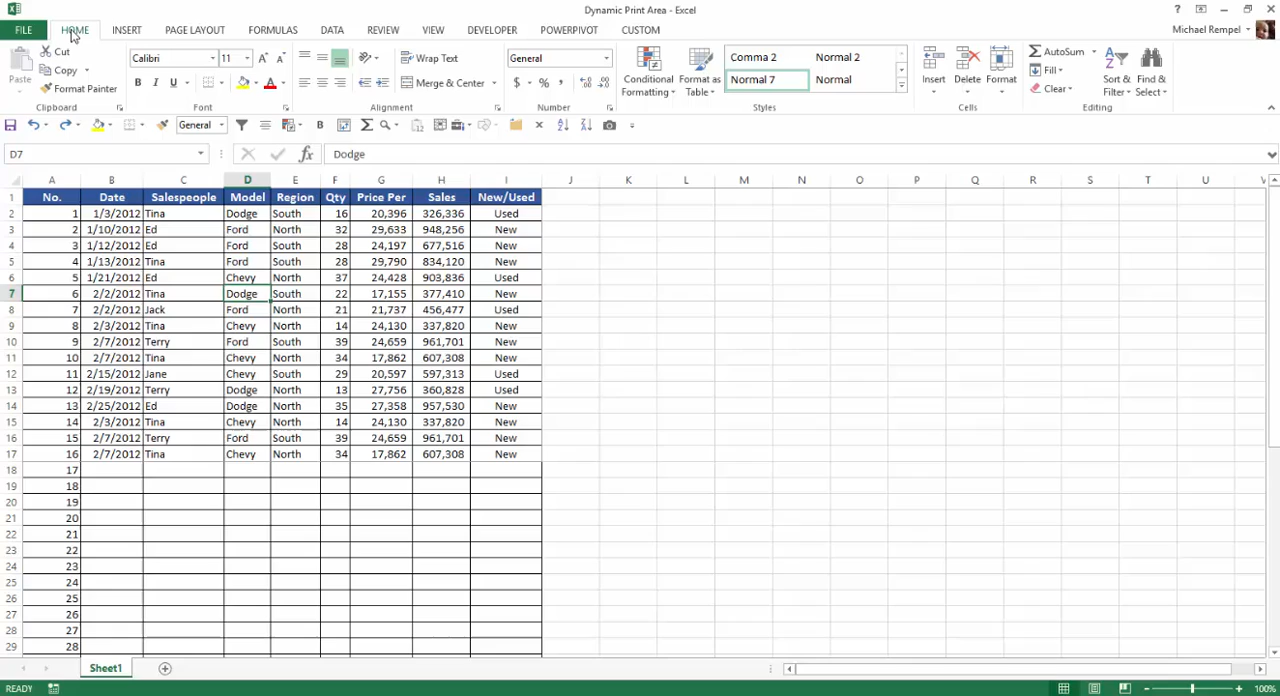 Dynamic Print Area - Excel
FILE HOME INSERT PAGE LAYOUT FORMULAS DATA REVIEW VIEW DEVELOPER POWERPIVOT CUSTOM Michael Rempel
Paste Cut Copy Format Painter Clipboard
Calibri 11 B I U Font
Wrap Text Merge & Center Alignment
General $ % , Number
Conditional Formatting Format as Table Comma 2 Normal 2 Normal 7 Normal Styles
Insert Delete Format Cells
AutoSum Fill Clear Sort & Filter Find & Select Editing
General B
D7 fx Dodge
A B C D E F G H I J K L M N O P Q R S T U V
1 No. Date Salespeople Model Region Qty Price Per Sales New/Used
2 1 1/3/2012 Tina Dodge South 16 20,396 326,336 Used
3 2 1/10/2012 Ed Ford North 32 29,633 948,256 New
4 3 1/12/2012 Ed Ford South 28 24,197 677,516 New
5 4 1/13/2012 Tina Ford South 28 29,790 834,120 New
6 5 1/21/2012 Ed Chevy North 37 24,428 903,836 Used
7 6 2/2/2012 Tina Dodge South 22 17,155 377,410 New
8 7 2/2/2012 Jack Ford North 21 21,737 456,477 Used
9 8 2/3/2012 Tina Chevy North 14 24,130 337,820 New
10 9 2/7/2012 Terry Ford South 39 24,659 961,701 New
11 10 2/7/2012 Tina Chevy North 34 17,862 607,308 New
12 11 2/15/2012 Jane Chevy South 29 20,597 597,313 Used
13 12 2/19/2012 Terry Dodge North 13 27,756 360,828 Used
14 13 2/25/2012 Ed Dodge North 35 27,358 957,530 New
15 14 2/3/2012 Tina Chevy North 14 24,130 337,820 New
16 15 2/7/2012 Terry Ford South 39 24,659 961,701 New
17 16 2/7/2012 Tina Chevy North 34 17,862 607,308 New
18 17
19 18
20 19
21 20
22 21
23 22
24 23
25 24
26 25
27 26
28 27
29 28
Sheet1
READY 100%